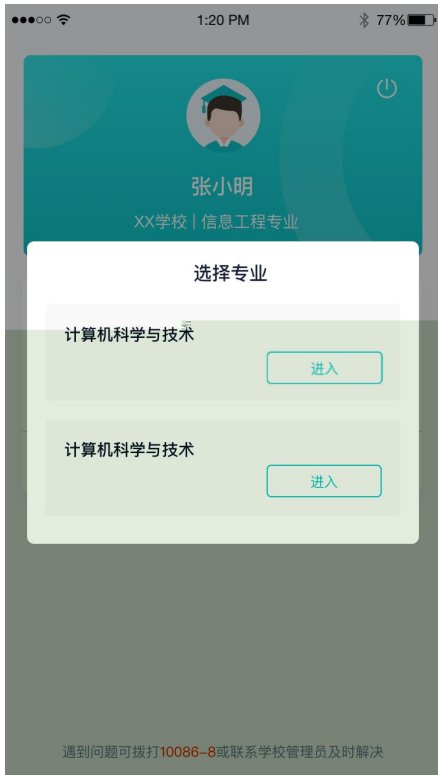 1:20 PM
77%
张小明
XX学校 | 信息工程专业
选择专业
计算机科学与技术
进入
计算机科学与技术
进入
遇到问题可拨打10086-8或联系学校管理员及时解决